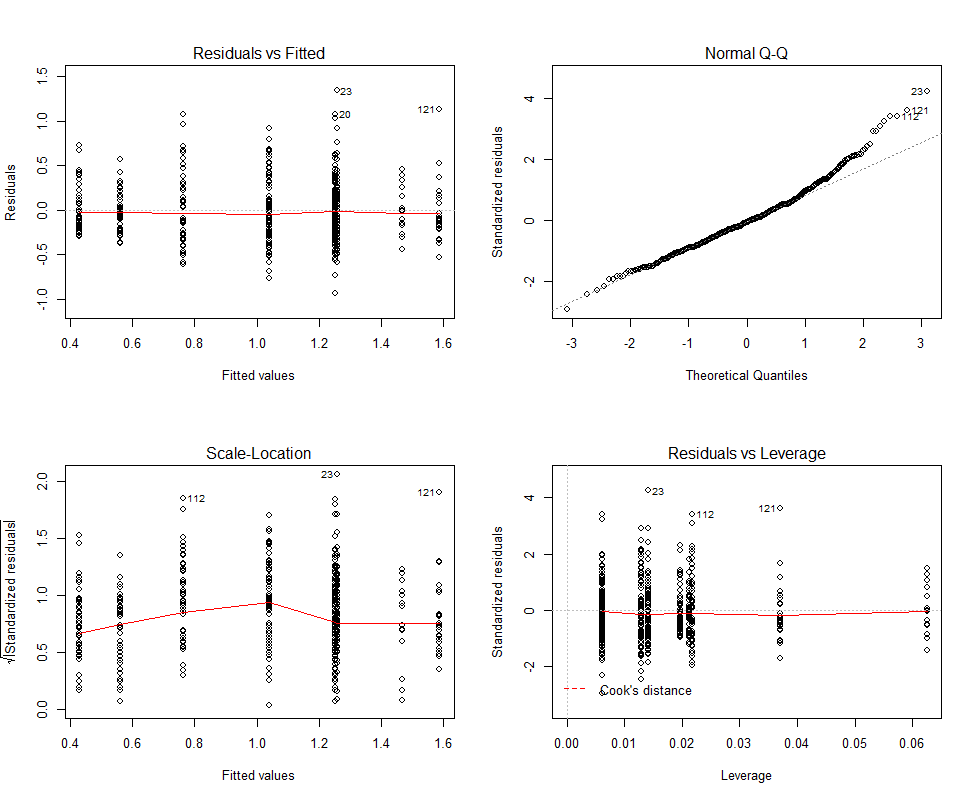 Residuals vs Fitted
Residuals
1.5
1.0
0.5
0.0
-0.5
-1.0
23
20
121
0.4 0.6 0.8 1.0 1.2 1.4 1.6
Fitted values
Normal Q-Q
Standardized residuals
4
2
0
-2
23
121
112
-3 -2 -1 0 1 2 3
Theoretical Quantiles
Scale-Location
√|Standardized residuals|
2.0
1.5
1.0
0.5
0.0
23
112
121
0.4 0.6 0.8 1.0 1.2 1.4 1.6
Fitted values
Residuals vs Leverage
Standardized residuals
4
2
0
-2
23
121
112
Cook's distance
0.00 0.01 0.02 0.03 0.04 0.05 0.06
Leverage